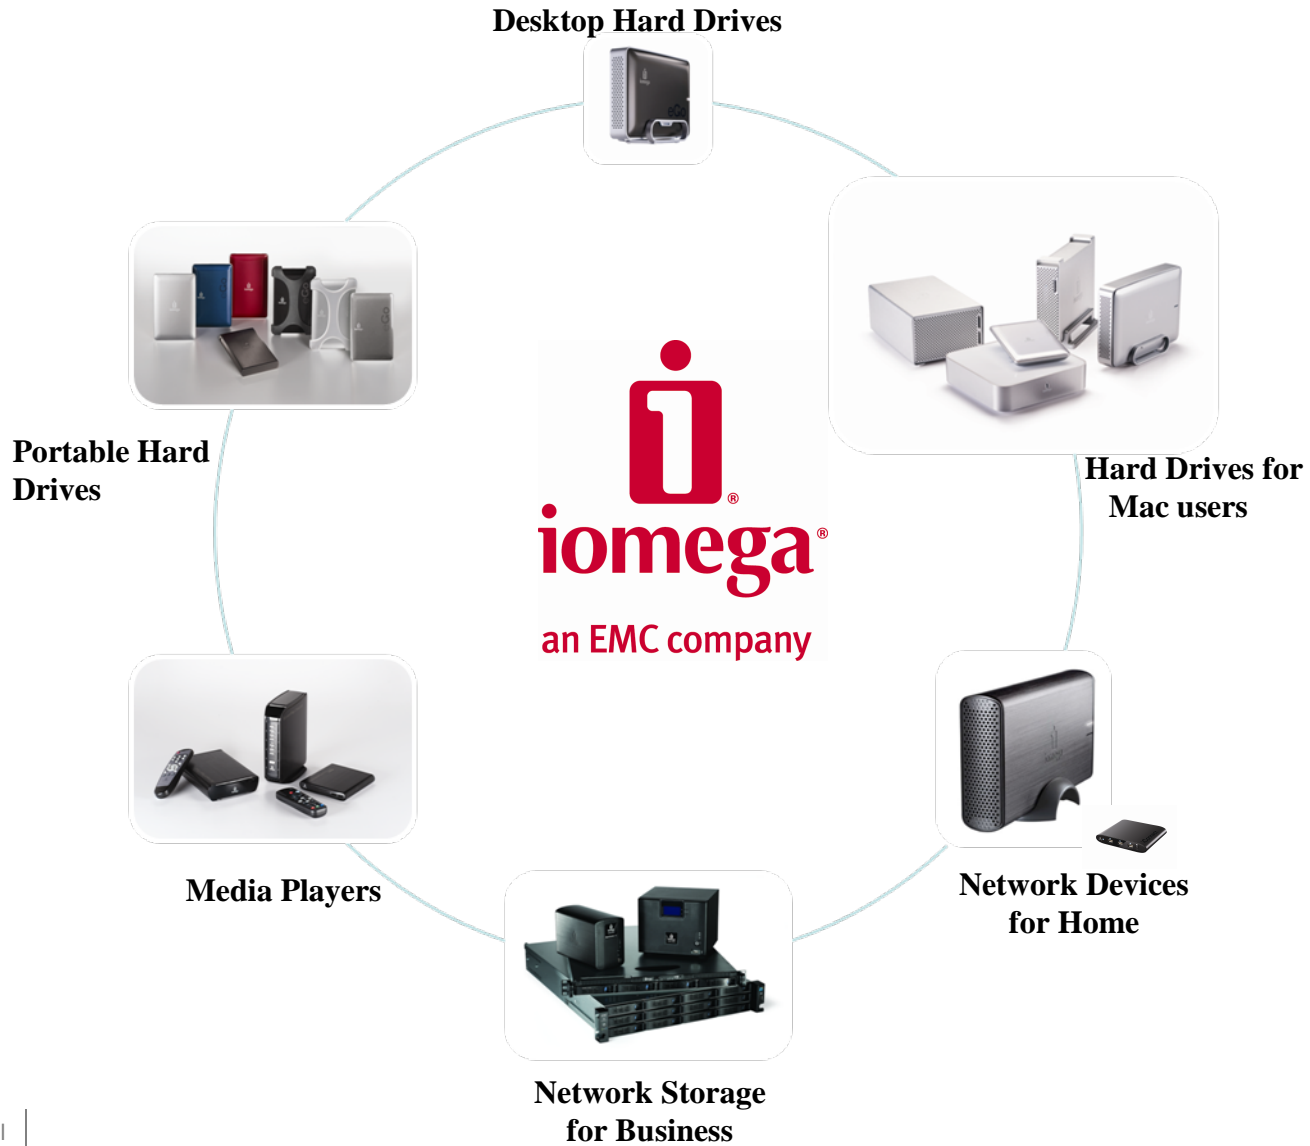 Desktop Hard Drives
Portable Hard
Drives
Hard Drives for
Mac users
®
iomega®
an EMC company
Media Players
Network Devices
for Home
Network Storage
for Business